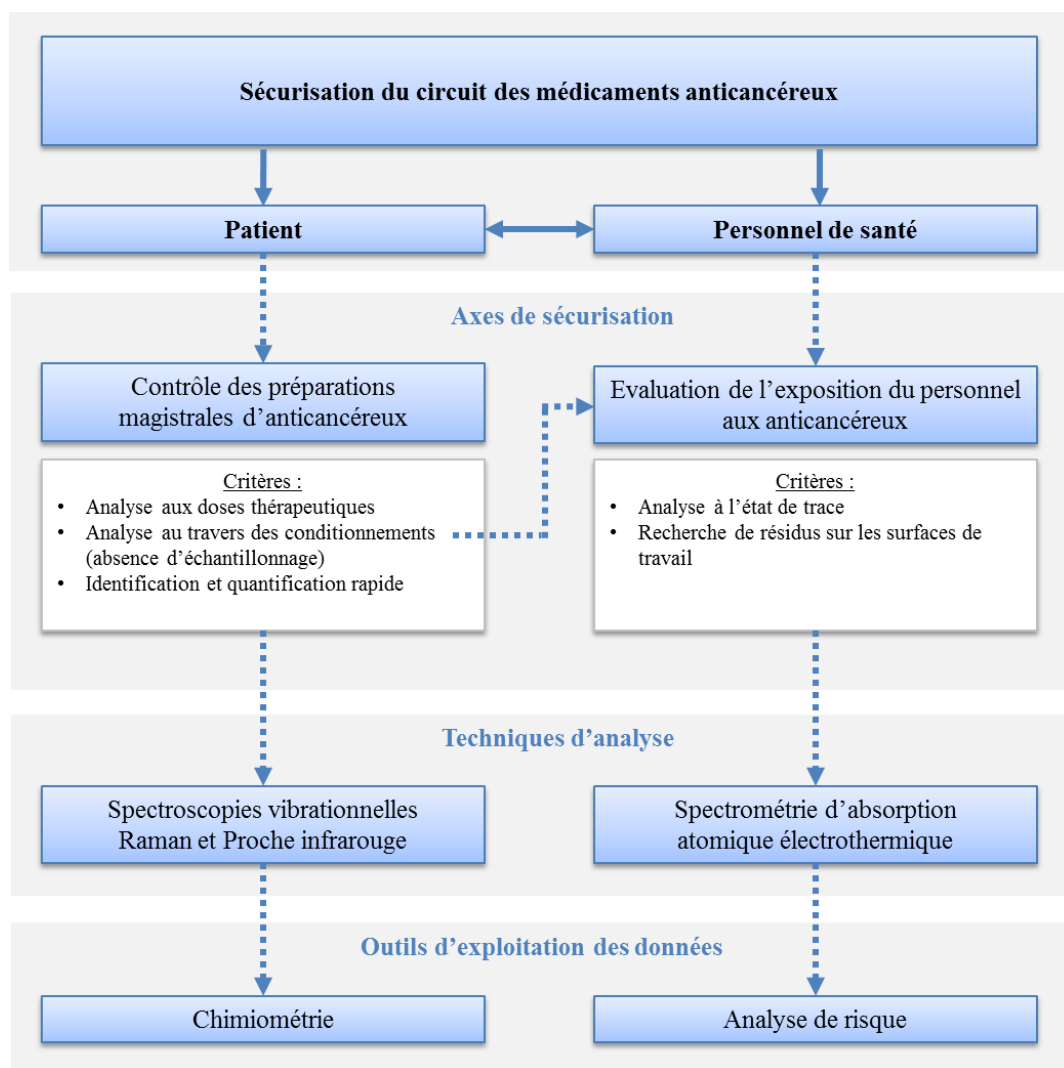 Sécurisation du circuit des médicaments anticancéreux
Patient
Personnel de santé
Axes de sécurisation
Contrôle des préparations
magistrales d’anticancéreux
Evaluation de l’exposition du personnel
aux anticancéreux
Critères :
• Analyse aux doses thérapeutiques
• Analyse au travers des conditionnements
(absence d’échantillonnage)
• Identification et quantification rapide
Critères :
• Analyse à l’état de trace
• Recherche de résidus sur les surfaces de
travail
Techniques d’analyse
Spectroscopies vibrationnelles
Raman et Proche infrarouge
Spectrométrie d’absorption
atomique électrothermique
Outils d’exploitation des données
Chimiométrie
Analyse de risque